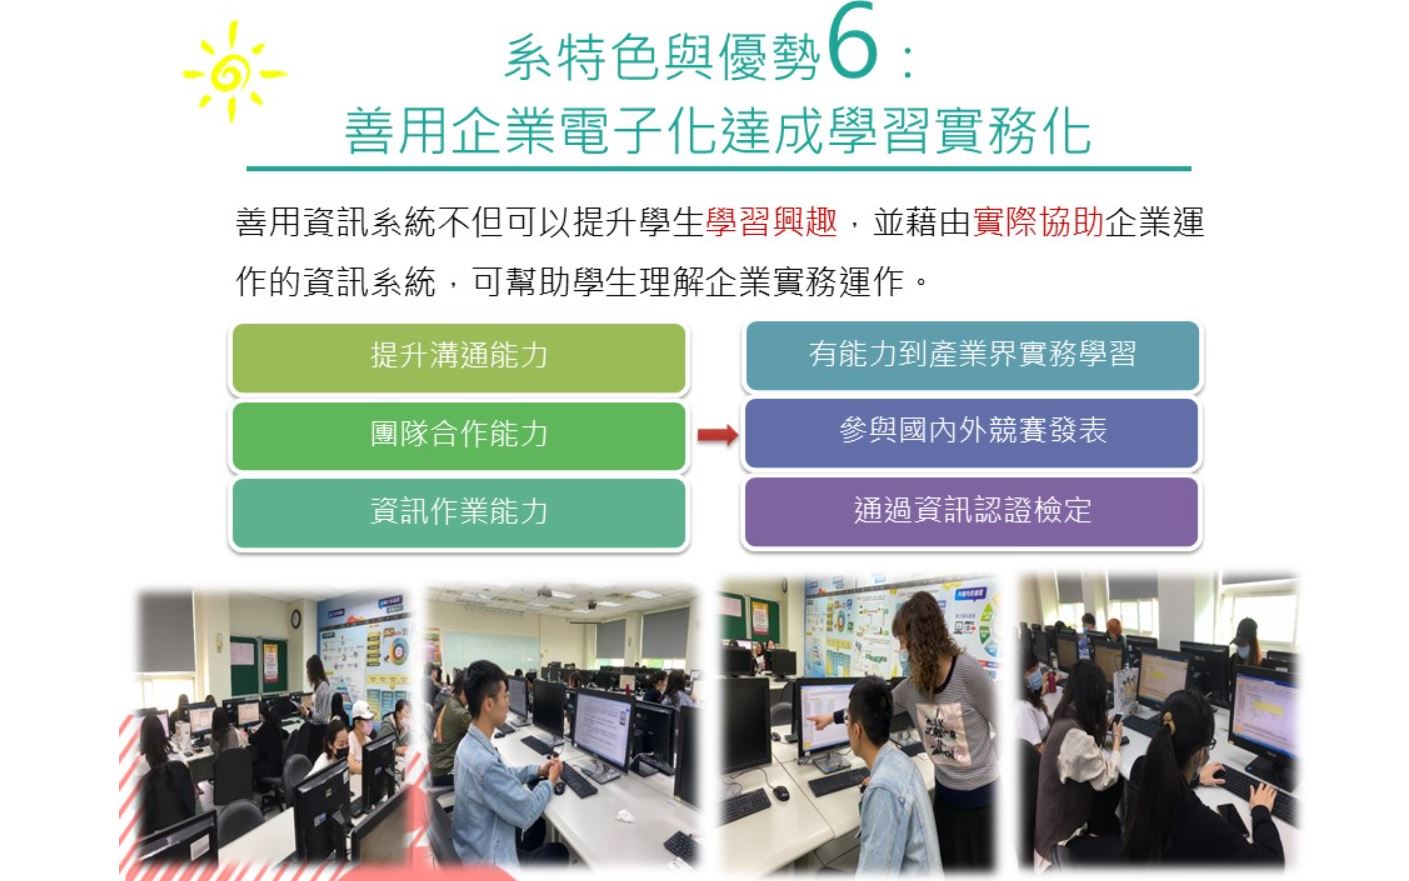 系特色與優勢6：
善用企業電子化達成學習實務化
善用資訊系統不但可以提升學生學習興趣，並藉由實際協助企業運
作的資訊系統，可幫助學生理解企業實務運作。
提升溝通能力
團隊合作能力
資訊作業能力
有能力到產業界實務學習
參與國內外競賽發表
通過資訊認證檢定